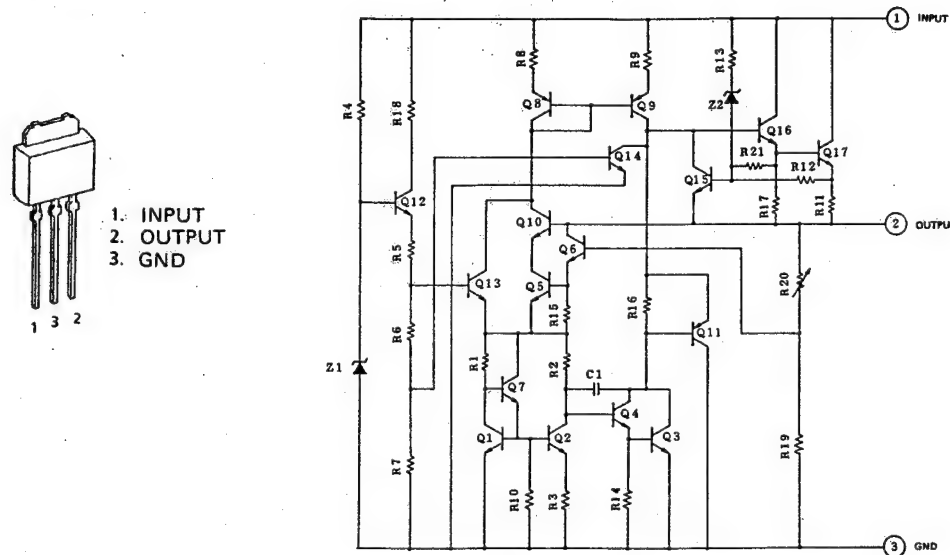 1. INPUT
2. OUTPUT
3. GND
1 3 2
1 INPUT
R8
R9
R13
R4
R18
Z2
Q8
Q9
Q16
Q14
R21
Q17
R12
Q15
Q12
Q10
R17
R11
2 OUTPU
Q6
R5
R20
Q13
Q5
R16
R15
Q11
R6
Z1
R1
R2
C1
Q7
Q4
Q1
Q2
Q3
R19
R7
R10
R3
R14
3 GND